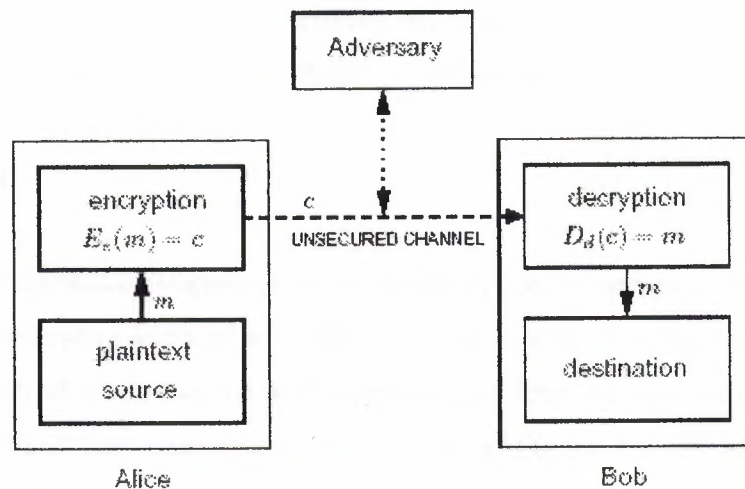 Adversary
encryption
E_e(m) = c
m
plaintext
source
Alice
c
UNSECURED CHANNEL
decryption
D_d(c) = m
m
destination
Bob